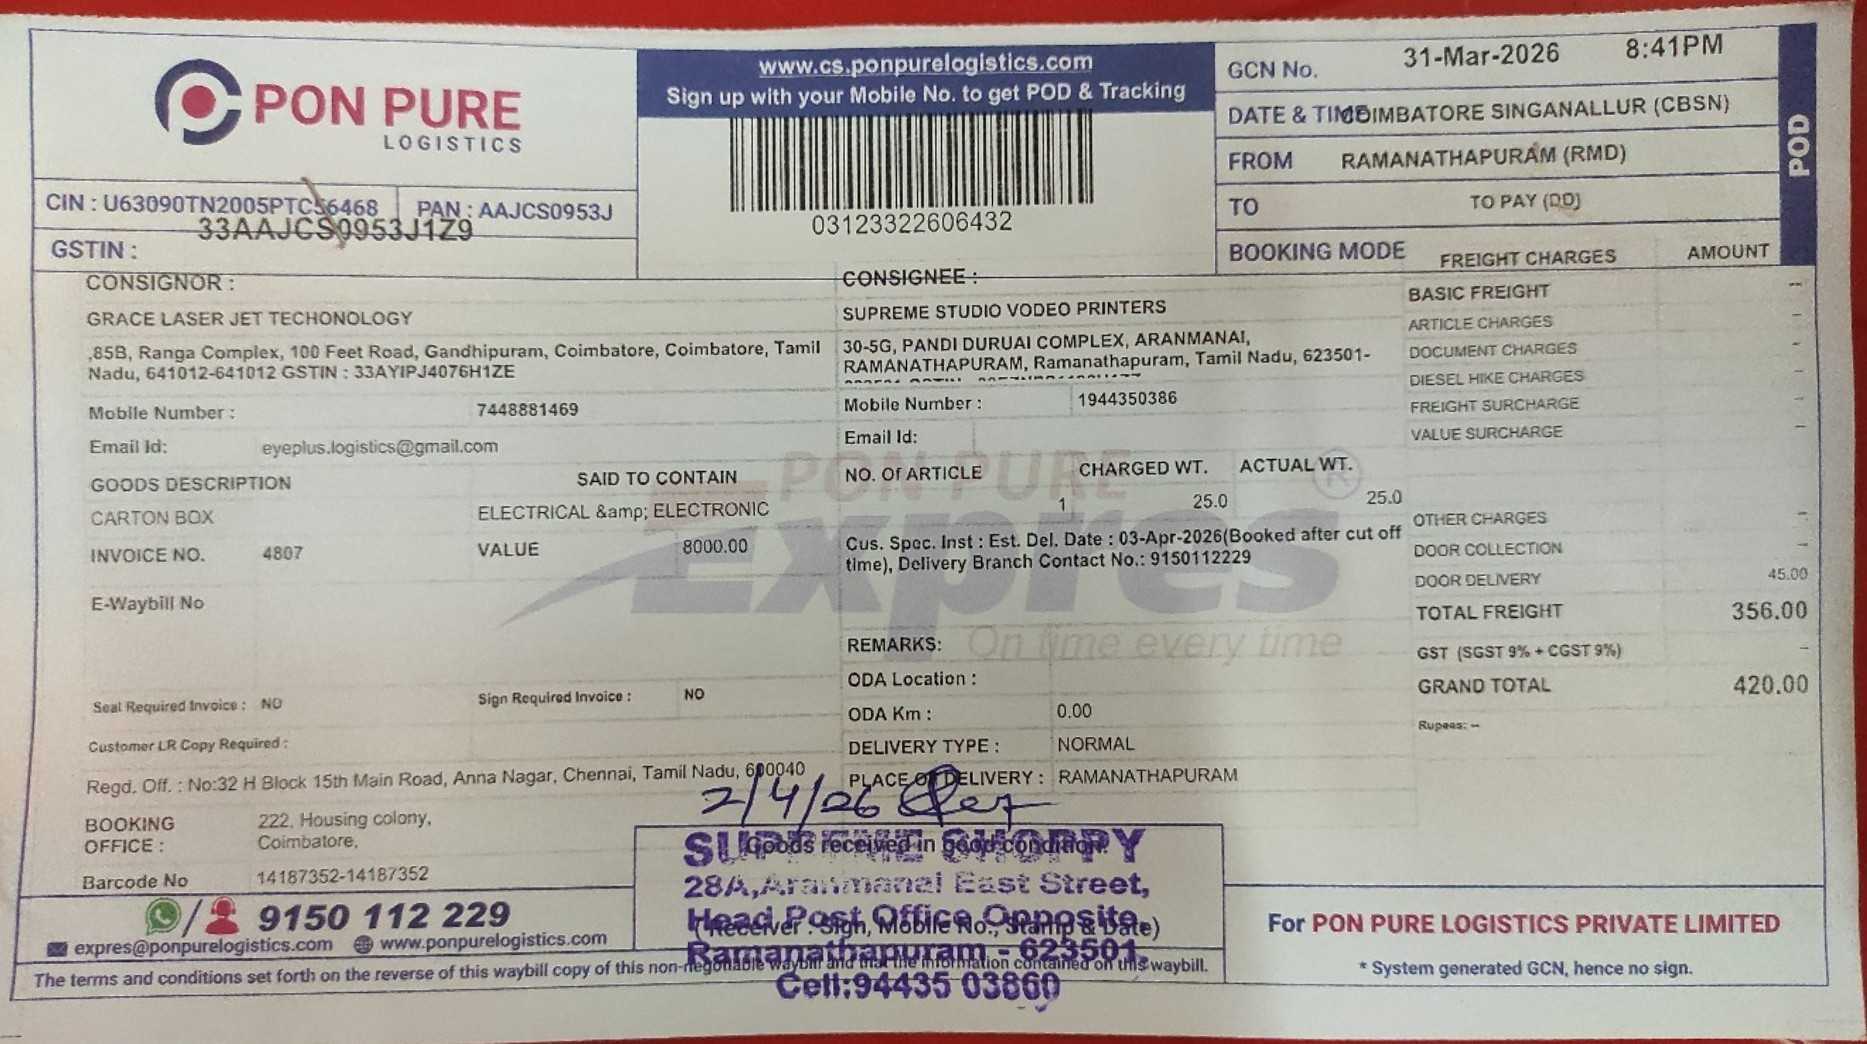 PON PURE
LOGISTICS
CIN : U63090TN2005PTC56468
PAN : AAJCS0953J
33AAJCS0953J1Z9
GSTIN :
www.cs.ponpurelogistics.com
Sign up with your Mobile No. to get POD & Tracking
03123322606432
GCN No. 31-Mar-2026 8:41PM
DATE & TIME COIMBATORE SINGANALLUR (CBSN)
FROM RAMANATHAPURAM (RMD)
TO TO PAY (DD)
BOOKING MODE FREIGHT CHARGES AMOUNT
POD
CONSIGNOR :
GRACE LASER JET TECHONOLOGY
,85B, Ranga Complex, 100 Feet Road, Gandhipuram, Coimbatore, Coimbatore, Tamil
Nadu, 641012-641012 GSTIN : 33AYIPJ4076H1ZE
Mobile Number : 7448881469
Email Id: eyeplus.logistics@gmail.com
GOODS DESCRIPTION SAID TO CONTAIN
CARTON BOX ELECTRICAL &amp; ELECTRONIC
INVOICE NO. 4807 VALUE 8000.00
E-Waybill No
Seal Required Invoice : NO Sign Required Invoice : NO
Customer LR Copy Required :
Regd. Off. : No:32 H Block 15th Main Road, Anna Nagar, Chennai, Tamil Nadu, 600040
BOOKING OFFICE : 222, Housing colony,
Coimbatore,
Barcode No 14187352-14187352
CONSIGNEE :
SUPREME STUDIO VODEO PRINTERS
30-5G, PANDI DURUAI COMPLEX, ARANMANAI,
RAMANATHAPURAM, Ramanathapuram, Tamil Nadu, 623501-
Mobile Number : 1944350386
Email Id:
NO. Of ARTICLE CHARGED WT. ACTUAL WT.
1 25.0 25.0
Cus. Spec. Inst : Est. Del. Date : 03-Apr-2026(Booked after cut off
time), Delivery Branch Contact No.: 9150112229
PON PURE
Expres
On time every time
REMARKS:
ODA Location :
ODA Km : 0.00
DELIVERY TYPE : NORMAL
PLACE OF DELIVERY : RAMANATHAPURAM
BASIC FREIGHT --
ARTICLE CHARGES --
DOCUMENT CHARGES --
DIESEL HIKE CHARGES --
FREIGHT SURCHARGE --
VALUE SURCHARGE --
OTHER CHARGES --
DOOR COLLECTION --
DOOR DELIVERY 45.00
TOTAL FREIGHT 356.00
GST (SGST 9% + CGST 9%) --
GRAND TOTAL 420.00
Rupees: --
2/4/26
Goods received in good condition.
(Receiver : Sign, Mobile No., Stamp & Date)
SUPREME SHOPPY
28A, Aranmanai East Street,
Head Post Office Opposite,
Ramanathapuram - 623501.
Cell:94435 03860
9150 112 229
expres@ponpurelogistics.com www.ponpurelogistics.com
The terms and conditions set forth on the reverse of this waybill copy of this non-negotiable waybill and that the information contained on this waybill.
For PON PURE LOGISTICS PRIVATE LIMITED
* System generated GCN, hence no sign.